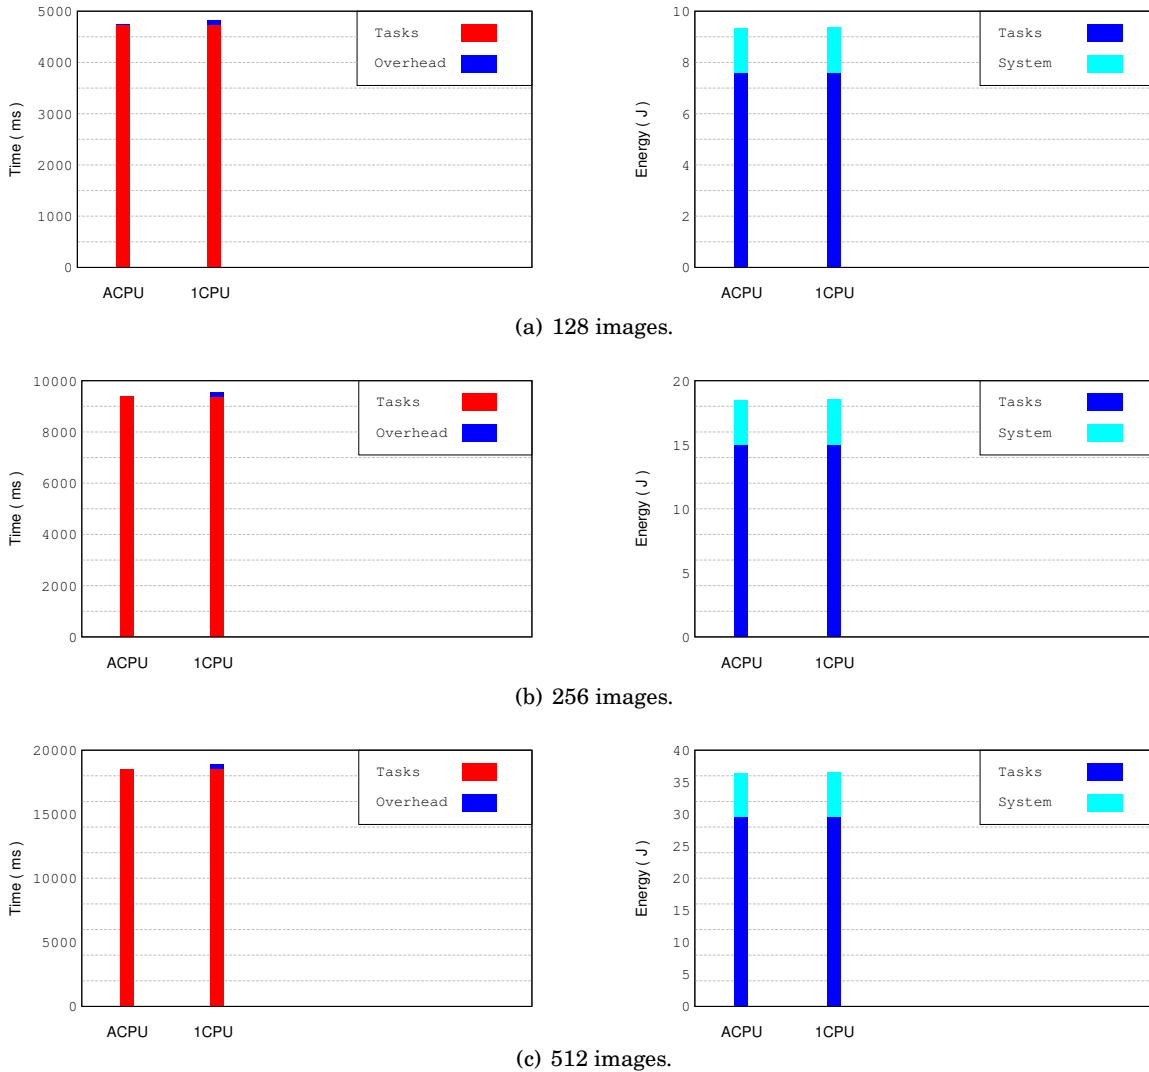 5000
4000
3000
2000
1000
0
Time ( ms )
Tasks
Overhead
ACPU 1CPU
10
8
6
4
2
0
Energy ( J )
Tasks
System
ACPU 1CPU
(a) 128 images.
10000
8000
6000
4000
2000
0
Time ( ms )
Tasks
Overhead
ACPU 1CPU
20
15
10
5
0
Energy ( J )
Tasks
System
ACPU 1CPU
(b) 256 images.
20000
15000
10000
5000
0
Time ( ms )
Tasks
Overhead
ACPU 1CPU
40
35
30
25
20
15
10
5
0
Energy ( J )
Tasks
System
ACPU 1CPU
(c) 512 images.